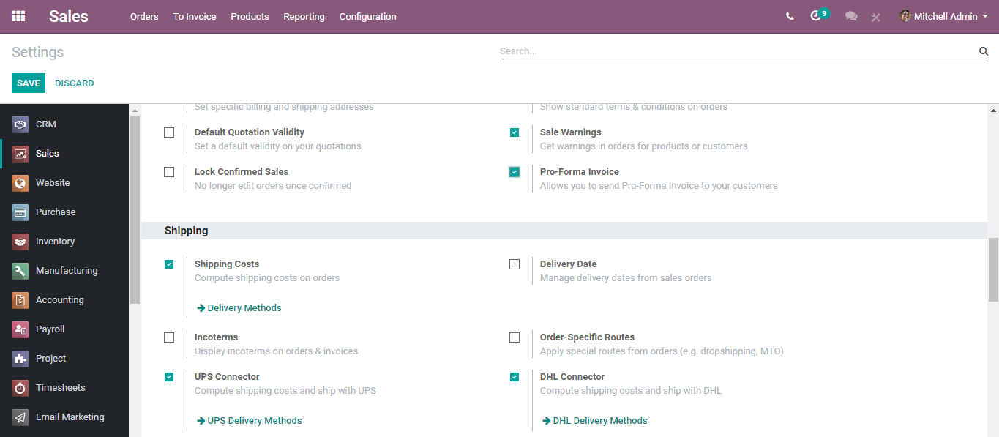 Sales Orders To Invoice Products Reporting Configuration 9 Mitchell Admin
Settings
Search...
SAVE DISCARD
CRM
Sales
Website
Purchase
Inventory
Manufacturing
Accounting
Payroll
Project
Timesheets
Email Marketing
Set specific billing and shipping addresses
Show standard terms & conditions on orders
Default Quotation Validity
Set a default validity on your quotations
Sale Warnings
Get warnings in orders for products or customers
Lock Confirmed Sales
No longer edit orders once confirmed
Pro-Forma Invoice
Allows you to send Pro-Forma Invoice to your customers
Shipping
Shipping Costs
Compute shipping costs on orders
Delivery Methods
Delivery Date
Manage delivery dates from sales orders
Incoterms
Display incoterms on orders & invoices
Order-Specific Routes
Apply special routes from orders (e.g. dropshipping, MTO)
UPS Connector
Compute shipping costs and ship with UPS
UPS Delivery Methods
DHL Connector
Compute shipping costs and ship with DHL
DHL Delivery Methods